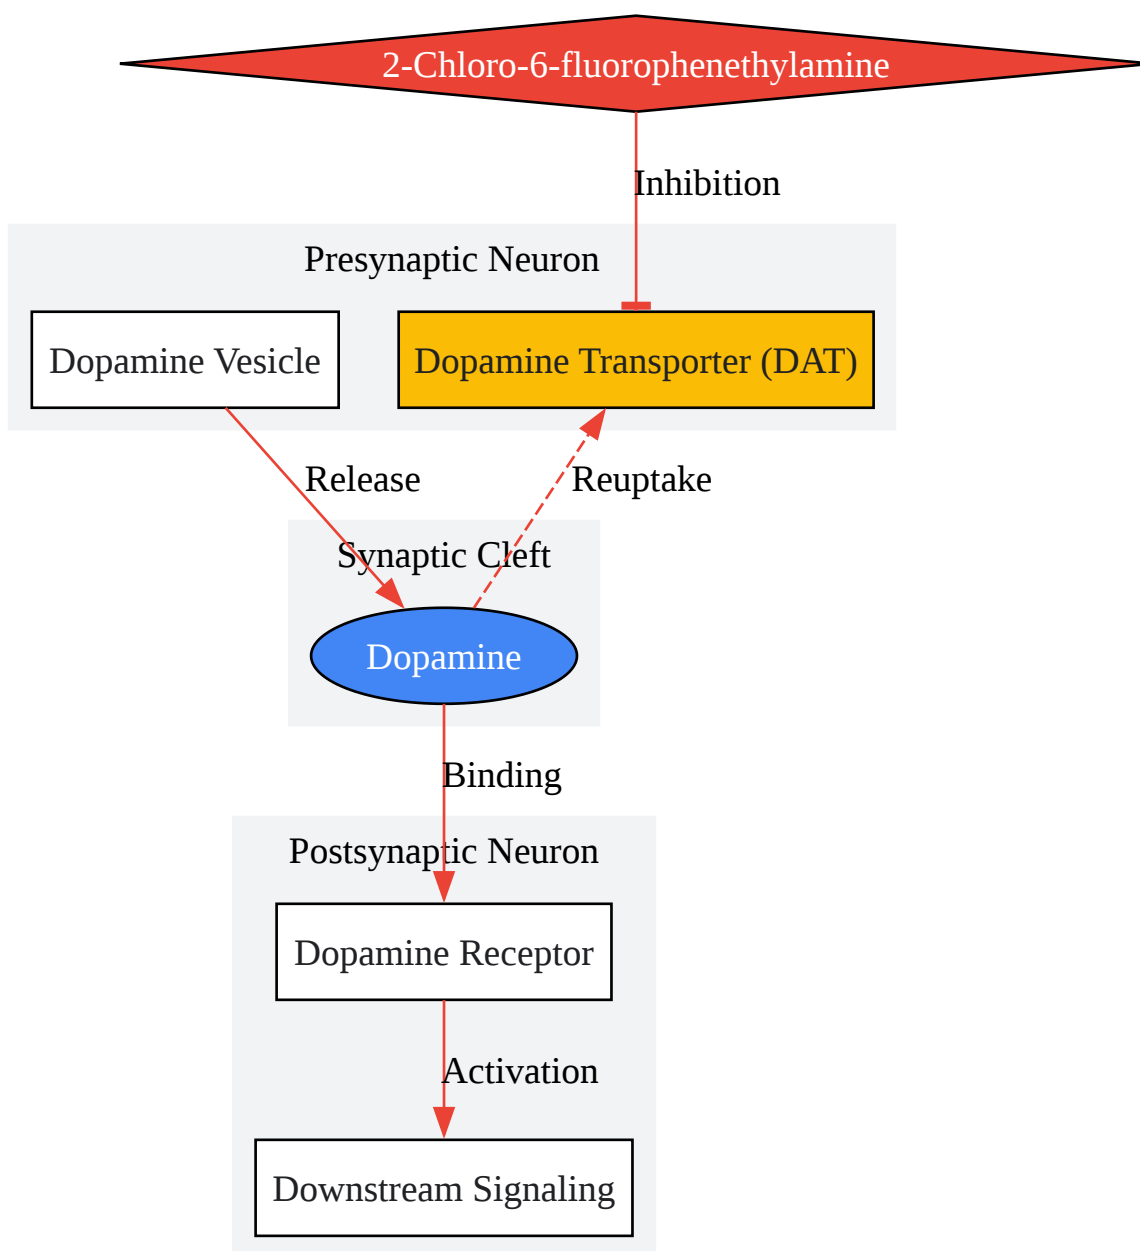 2-Chloro-6-fluorophenethylamine
Inhibition
Presynaptic Neuron
Dopamine Vesicle
Dopamine Transporter (DAT)
Release
Reuptake
Synaptic Cleft
Dopamine
Binding
Postsynaptic Neuron
Dopamine Receptor
Activation
Downstream Signaling